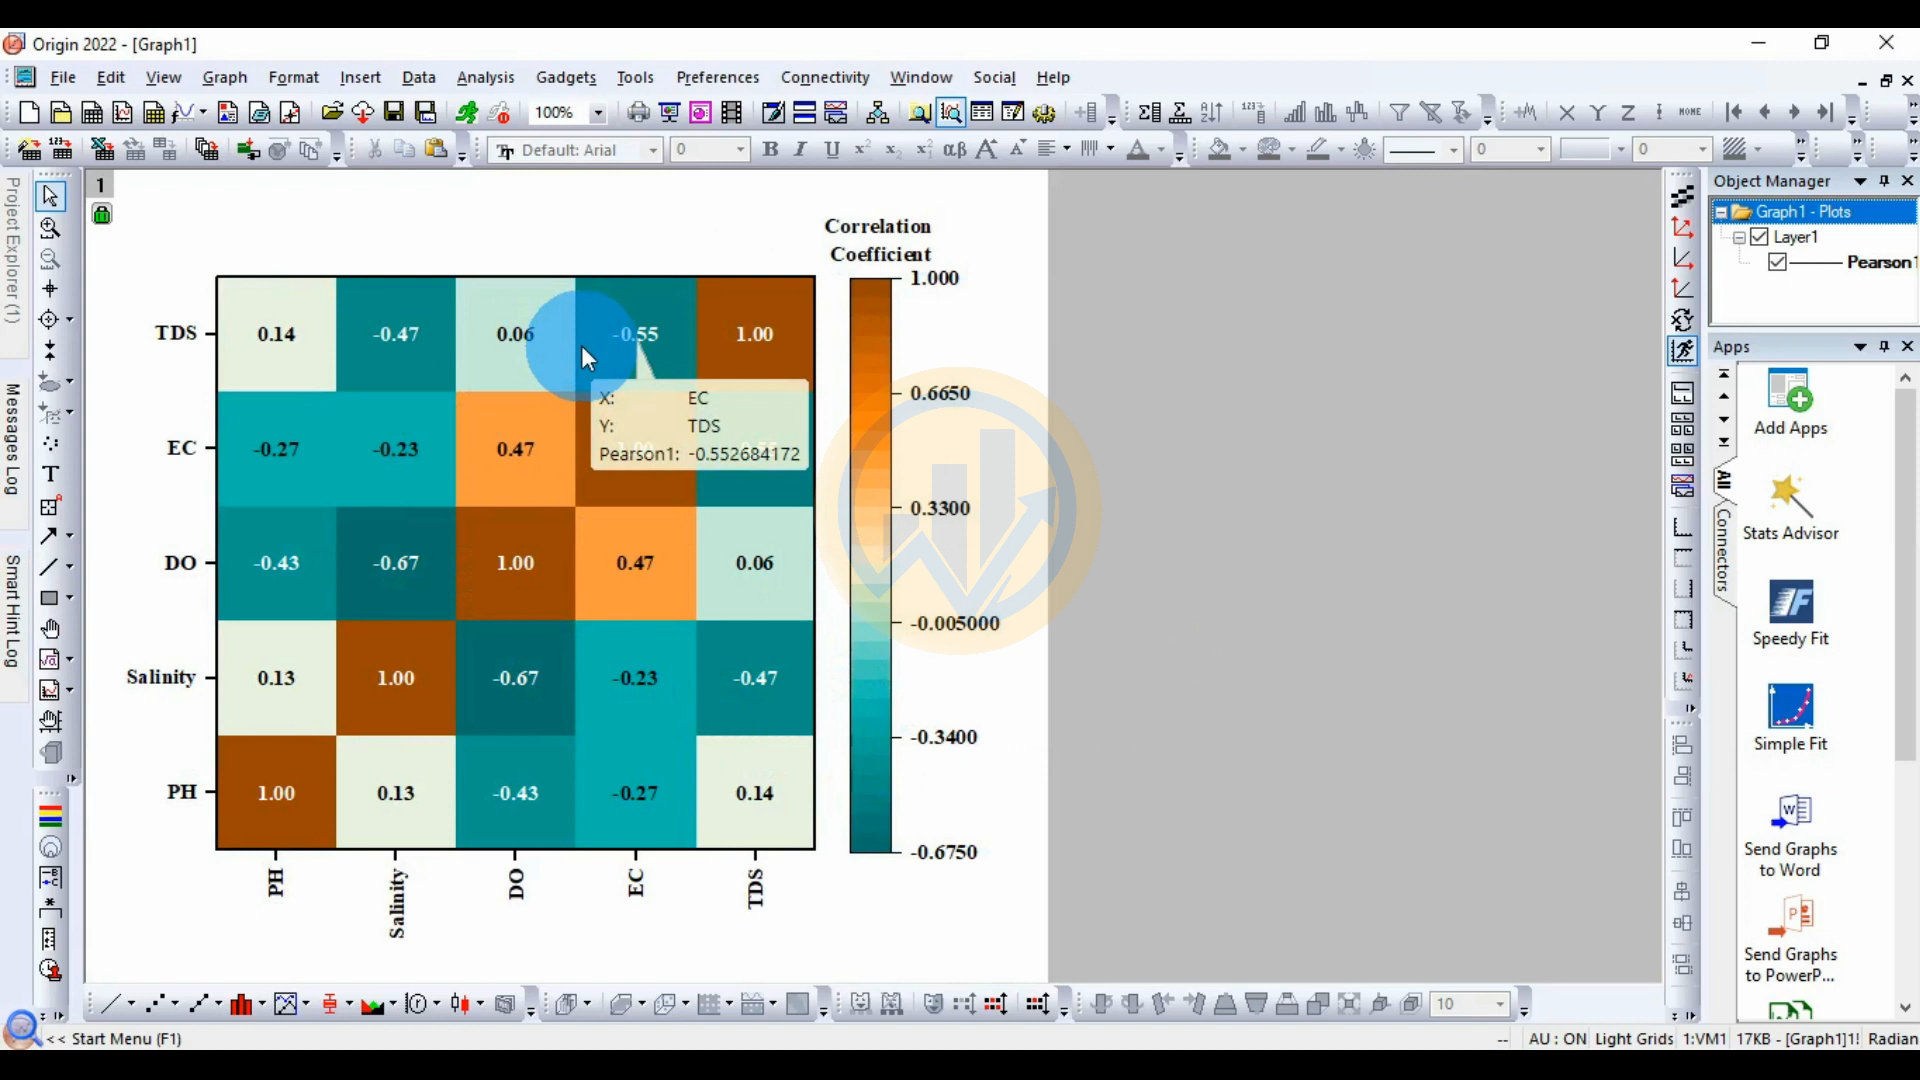 Origin 2022 - [Graph1]
File Edit View Graph Format Insert Data Analysis Gadgets Tools Preferences Connectivity Window Social Help
100%
HOME
Default: Arial 0 B I U αβ A 0 0
Project Explorer (1)
Messages Log
Smart Hint Log
1
Correlation
Coefficient
TDS 0.14 -0.47 0.06 -0.55 1.00
EC -0.27 -0.23 0.47
DO -0.43 -0.67 1.00 0.47 0.06
Salinity 0.13 1.00 -0.67 -0.23 -0.47
PH 1.00 0.13 -0.43 -0.27 0.14
X: EC
Y: TDS
Pearson1: -0.552684172
PH Salinity DO EC TDS
1.000
0.6650
0.3300
-0.005000
-0.3400
-0.6750
Object Manager
Graph1 - Plots
Layer1
Pearson1
Apps
All
Connectors
Add Apps
Stats Advisor
Speedy Fit
Simple Fit
Send Graphs
to Word
Send Graphs
to PowerP...
10
<< Start Menu (F1)
-- AU : ON Light Grids 1:VM1 17KB - [Graph1]1! Radian